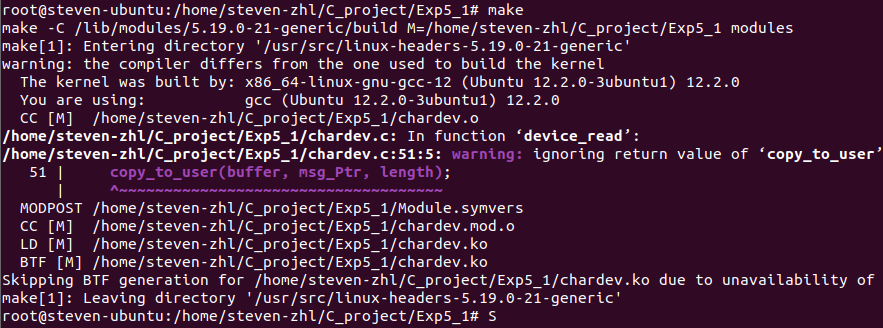 root@steven-ubuntu:/home/steven-zhl/C_project/Exp5_1# make
make -C /lib/modules/5.19.0-21-generic/build M=/home/steven-zhl/C_project/Exp5_1 modules
make[1]: Entering directory '/usr/src/linux-headers-5.19.0-21-generic'
warning: the compiler differs from the one used to build the kernel
  The kernel was built by: x86_64-linux-gnu-gcc-12 (Ubuntu 12.2.0-3ubuntu1) 12.2.0
  You are using:           gcc (Ubuntu 12.2.0-3ubuntu1) 12.2.0
  CC [M]  /home/steven-zhl/C_project/Exp5_1/chardev.o
/home/steven-zhl/C_project/Exp5_1/chardev.c: In function ‘device_read’:
/home/steven-zhl/C_project/Exp5_1/chardev.c:51:5: warning: ignoring return value of ‘copy_to_user’
   51 |     copy_to_user(buffer, msg_Ptr, length);
      |     ^~~~~~~~~~~~~~~~~~~~~~~~~~~~~~~~~~~~~
  MODPOST /home/steven-zhl/C_project/Exp5_1/Module.symvers
  CC [M]  /home/steven-zhl/C_project/Exp5_1/chardev.mod.o
  LD [M]  /home/steven-zhl/C_project/Exp5_1/chardev.ko
  BTF [M] /home/steven-zhl/C_project/Exp5_1/chardev.ko
Skipping BTF generation for /home/steven-zhl/C_project/Exp5_1/chardev.ko due to unavailability of
make[1]: Leaving directory '/usr/src/linux-headers-5.19.0-21-generic'
root@steven-ubuntu:/home/steven-zhl/C_project/Exp5_1# S